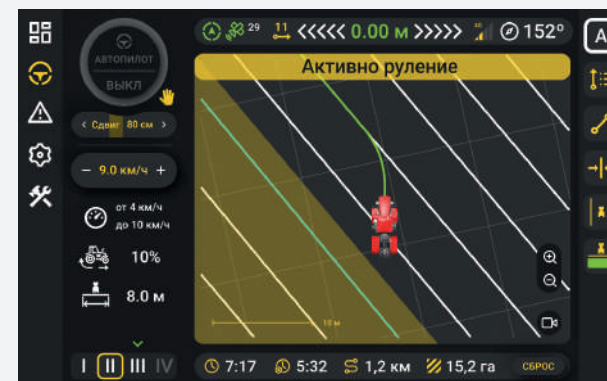 29
11
<<<<< 0.00 м >>>>>
152°
A
АВТОПИЛОТ
ВЫКЛ
Активно руление
< Сдвиг 80 см >
− 9.0 км/ч +
от 4 км/ч
до 10 км/ч
10%
8.0 м
10 м
I II III IV
7:17
5:32
1,2 км
15,2 га
СБРОС